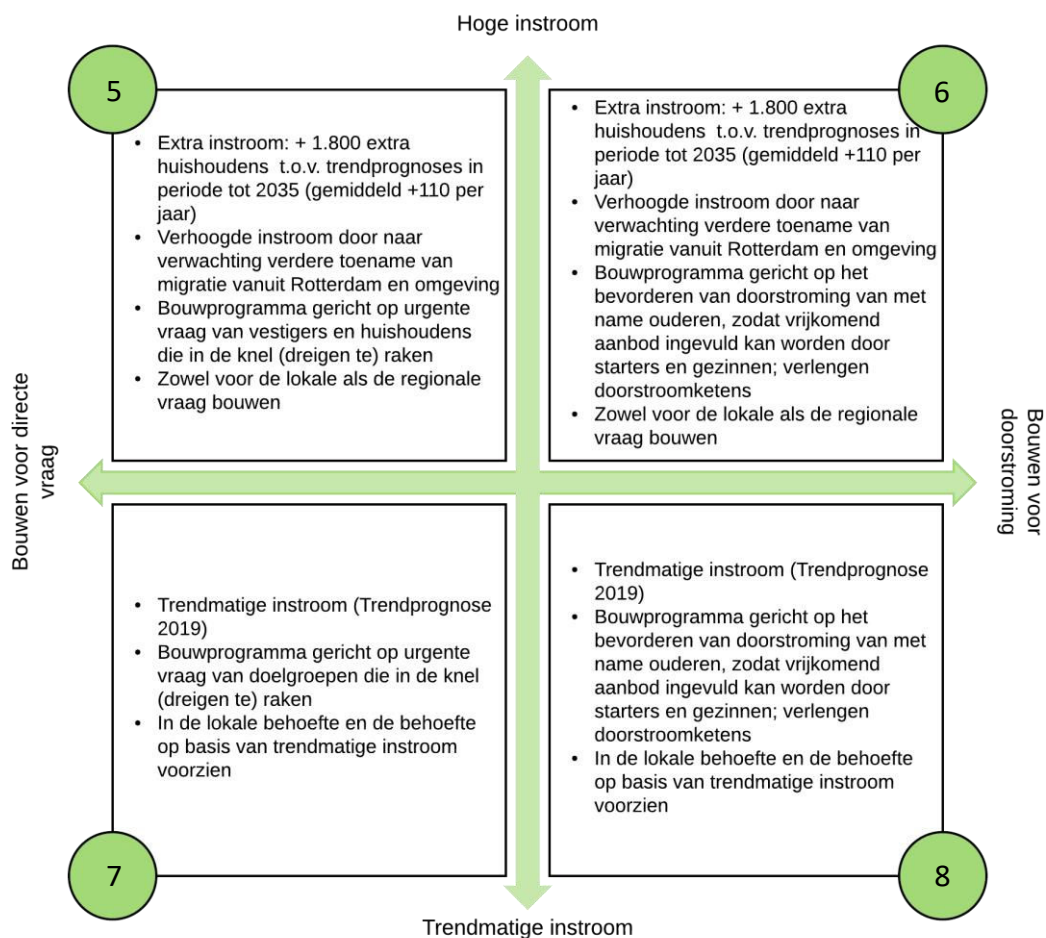 Hoge instroom
5
• Extra instroom: + 1.800 extra
huishoudens t.o.v. trendprognoses in
periode tot 2035 (gemiddeld +110 per
jaar)
• Verhoogde instroom door naar
verwachting verdere toename van
migratie vanuit Rotterdam en omgeving
• Bouwprogramma gericht op urgente
vraag van vestigers en huishoudens
die in de knel (dreigen te) raken
• Zowel voor de lokale als de regionale
vraag bouwen
6
• Extra instroom: + 1.800 extra
huishoudens t.o.v. trendprognoses in
periode tot 2035 (gemiddeld +110 per
jaar)
• Verhoogde instroom door naar
verwachting verdere toename van
migratie vanuit Rotterdam en omgeving
• Bouwprogramma gericht op het
bevorderen van doorstroming van met
name ouderen, zodat vrijkomend
aanbod ingevuld kan worden door
starters en gezinnen; verlengen
doorstroomketens
• Zowel voor de lokale als de regionale
vraag bouwen
Bouwen voor directe
vraag
Bouwen voor
doorstroming
• Trendmatige instroom (Trendprognose
2019)
• Bouwprogramma gericht op urgente
vraag van doelgroepen die in de knel
(dreigen te) raken
• In de lokale behoefte en de behoefte
op basis van trendmatige instroom
voorzien
7
• Trendmatige instroom (Trendprognose
2019)
• Bouwprogramma gericht op het
bevorderen van doorstroming van met
name ouderen, zodat vrijkomend
aanbod ingevuld kan worden door
starters en gezinnen; verlengen
doorstroomketens
• In de lokale behoefte en de behoefte
op basis van trendmatige instroom
voorzien
8
Trendmatige instroom